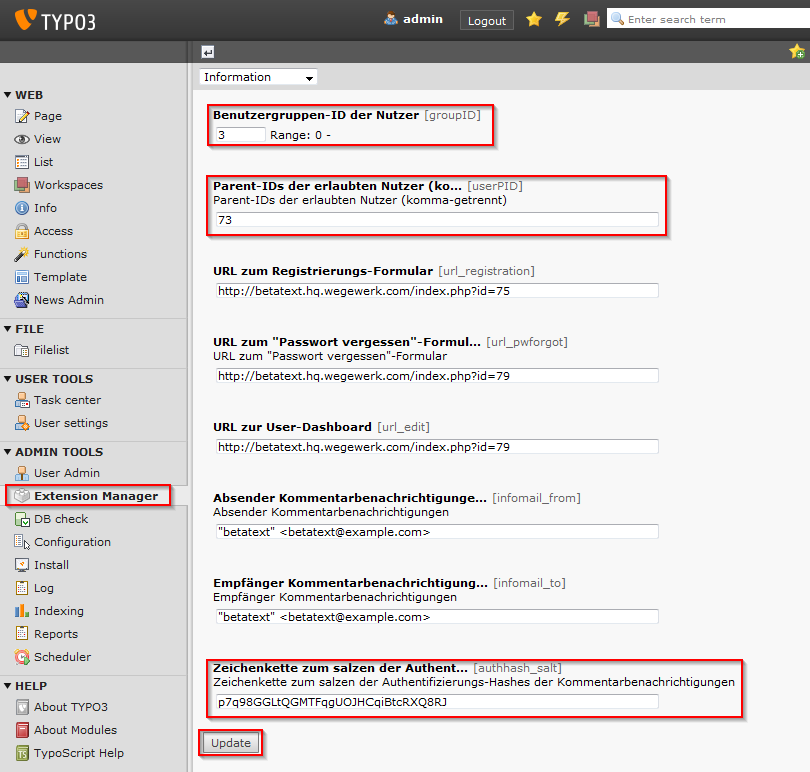 TYPO3
admin
Logout
Enter search term
Information
WEB
Page
View
List
Workspaces
Info
Access
Functions
Template
News Admin
FILE
Filelist
USER TOOLS
Task center
User settings
ADMIN TOOLS
User Admin
Extension Manager
DB check
Configuration
Install
Log
Indexing
Reports
Scheduler
HELP
About TYPO3
About Modules
TypoScript Help
Benutzergruppen-ID der Nutzer [groupID]
3 Range: 0 -
Parent-IDs der erlaubten Nutzer (ko... [userPID]
Parent-IDs der erlaubten Nutzer (komma-getrennt)
73
URL zum Registrierungs-Formular [url_registration]
http://betatext.hq.wegewerk.com/index.php?id=75
URL zum "Passwort vergessen"-Formul... [url_pwforgot]
URL zum "Passwort vergessen"-Formular
http://betatext.hq.wegewerk.com/index.php?id=79
URL zur User-Dashboard [url_edit]
http://betatext.hq.wegewerk.com/index.php?id=79
Absender Kommentarbenachrichtigunge... [infomail_from]
Absender Kommentarbenachrichtigungen
"betatext" <betatext@example.com>
Empfänger Kommentarbenachrichtigung... [infomail_to]
Empfänger Kommentarbenachrichtigungen
"betatext" <betatext@example.com>
Zeichenkette zum salzen der Authent... [authhash_salt]
Zeichenkette zum salzen der Authentifizierungs-Hashes der Kommentarbenachrichtigungen
p7q98GGLtQGMTFqgUOJHCqiBtcRXQ8RJ
Update